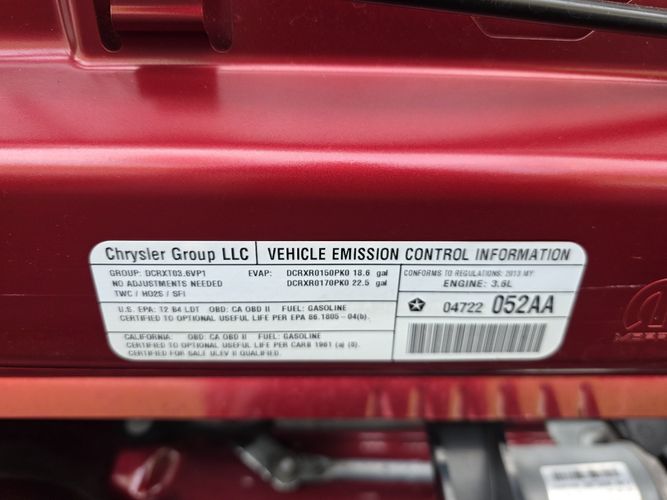 Chrysler Group LLC VEHICLE EMISSION CONTROL INFORMATION
GROUP: DCRXT03.6VP1 EVAP: DCRXR0150PK0 18.6 gal
NO ADJUSTMENTS NEEDED DCRXR0170PK0 22.5 gal
TWC / HO2S / SFI
CONFORMS TO REGULATIONS: 2013 MY
ENGINE: 3.6L
04722 052AA
U.S. EPA: T2 B4 LDT OBD: CA OBD II FUEL: GASOLINE
CERTIFIED TO OPTIONAL USEFUL LIFE PER EPA 86.1805-04(b).
CALIFORNIA: OBD: CA OBD II FUEL: GASOLINE
CERTIFIED TO OPTIONAL USEFUL LIFE PER CARB 1961 (a) (8).
CERTIFIED FOR SALE ULEV II QUALIFIED.